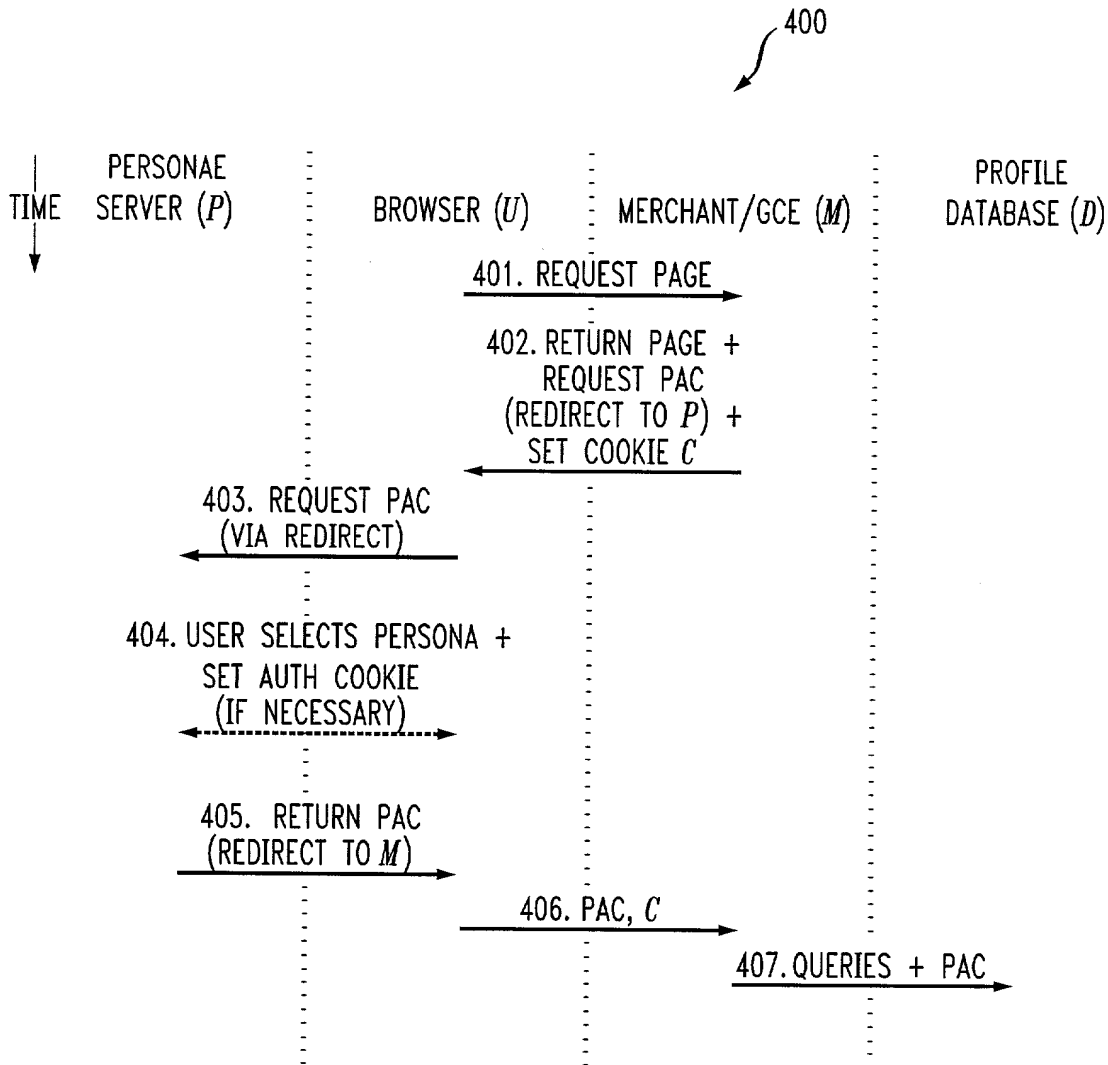 400
TIME
PERSONAE
SERVER (P)
BROWSER (U)
MERCHANT/GCE (M)
PROFILE
DATABASE (D)
401. REQUEST PAGE
402. RETURN PAGE +
REQUEST PAC
(REDIRECT TO P) +
SET COOKIE C
403. REQUEST PAC
(VIA REDIRECT)
404. USER SELECTS PERSONA +
SET AUTH COOKIE
(IF NECESSARY)
405. RETURN PAC
(REDIRECT TO M)
406. PAC, C
407. QUERIES + PAC